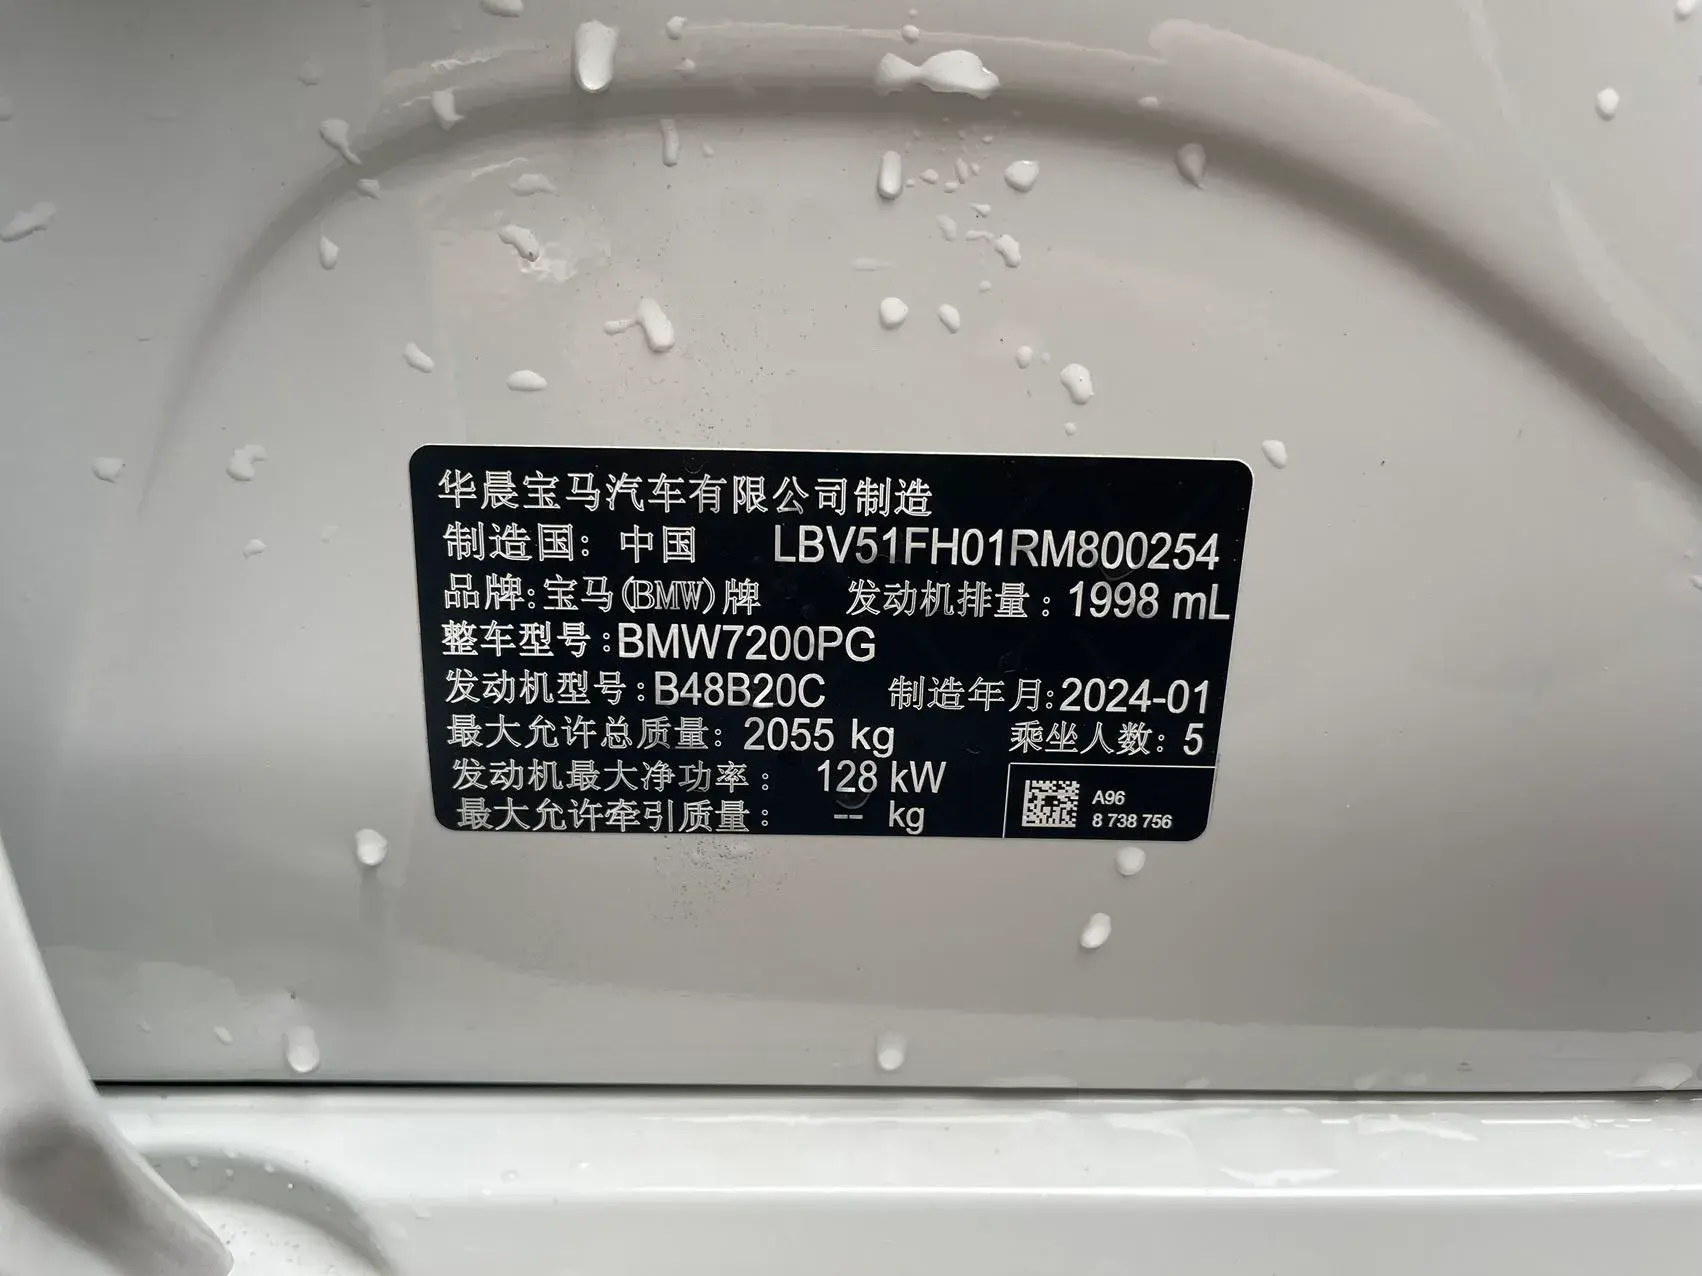 华晨宝马汽车有限公司制造
制造国: 中国 LBV51FH01RM800254
品牌:宝马(BMW)牌 发动机排量: 1998 mL
整车型号:BMW7200PG
发动机型号:B48B20C 制造年月:2024-01
最大允许总质量: 2055 kg 乘坐人数: 5
发动机最大净功率: 128 kW
最大允许牵引质量: -- kg
A96
8 738 756